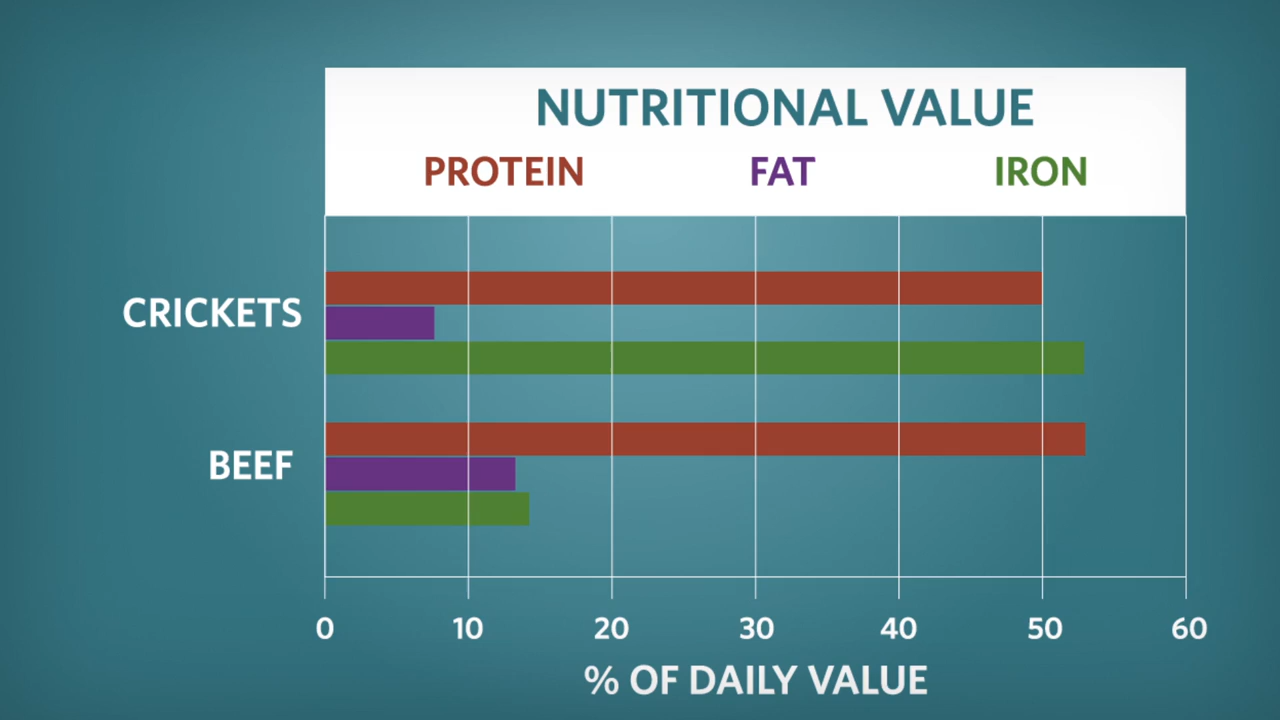 NUTRITIONAL VALUE
PROTEIN FAT IRON
CRICKETS
BEEF
0 10 20 30 40 50 60
% OF DAILY VALUE